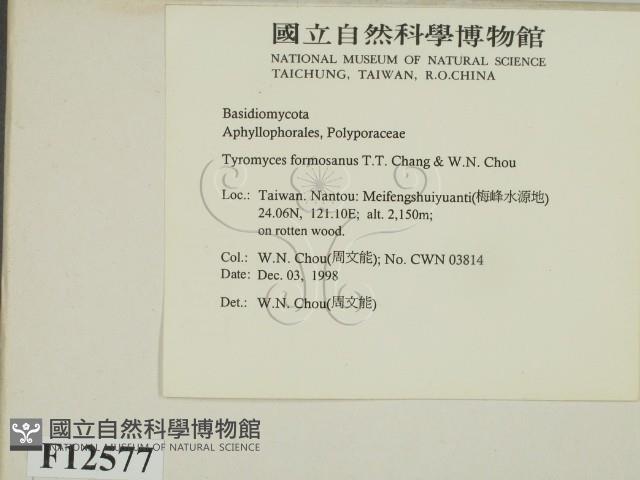 國立自然科學博物館
NATIONAL MUSEUM OF NATURAL SCIENCE
TAICHUNG, TAIWAN, R.O.CHINA
Basidiomycota
Aphyllophorales, Polyporaceae
Tyromyces formosanus T.T. Chang & W.N. Chou
Loc.: Taiwan. Nantou: Meifengshuiyuanti(梅峰水源地)
24.06N, 121.10E; alt. 2,150m;
on rotten wood.
Col.: W.N. Chou(周文能); No. CWN 03814
Date: Dec. 03, 1998
Det.: W.N. Chou(周文能)
國立自然科學博物館
NATIONAL MUSEUM OF NATURAL SCIENCE
F12577